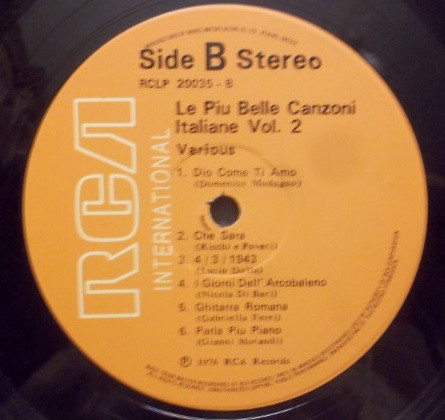 Side B Stereo
RCLP 20035 - B
RCA
INTERNATIONAL
Le Piu Belle Canzoni
Italiane Vol. 2
Various
1. Dio Come Ti Amo
(Domenico Modugno)
2. Che Sara
(Ricchi e Poveri)
3. 4/3/1943
(Lucio Dalla)
4. I Giorni Dell' Arcobaleno
(Nicola Di Bari)
5. Ghitarra Romana
(Gabriella Ferri)
6. Parla Piu Piano
(Gianni Morandi)
Ⓟ 1976 RCA Records